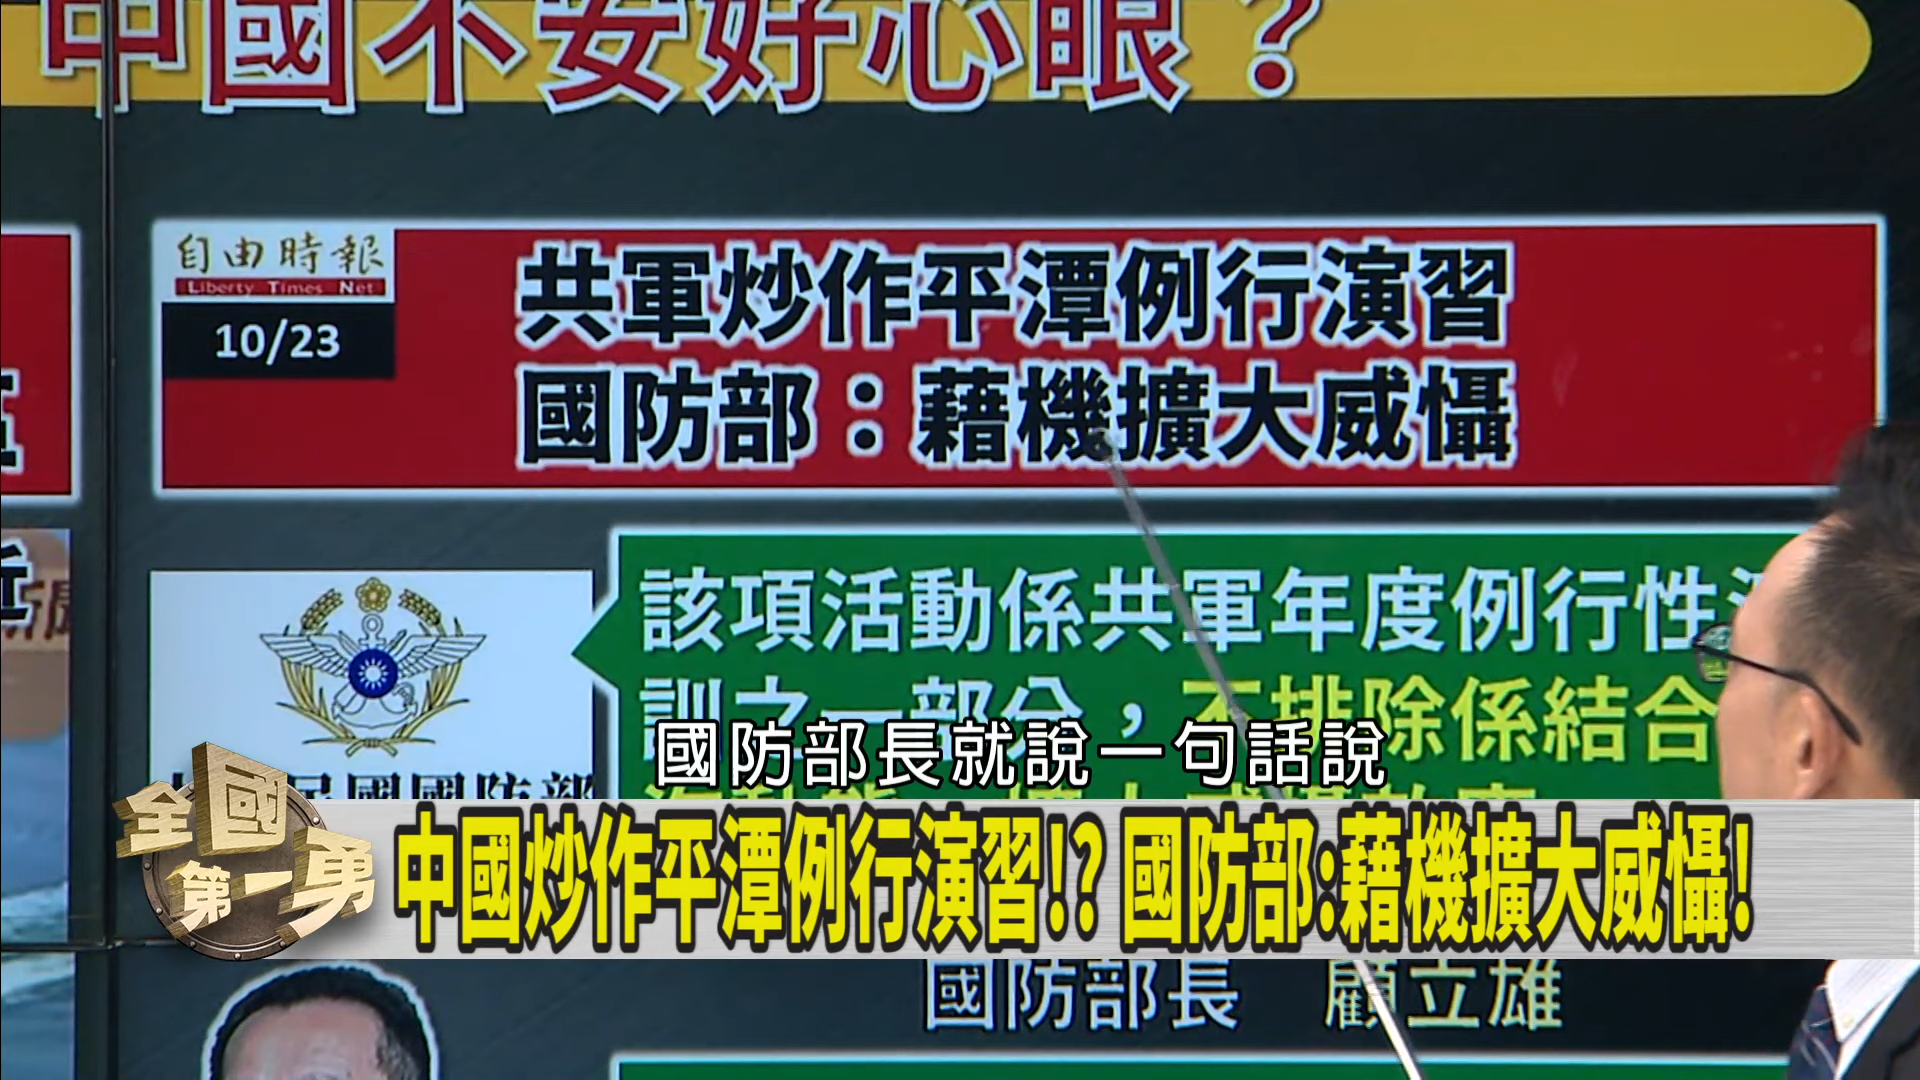 中國不安好心眼？
自由時報
Liberty Times Net
10/23
共軍炒作平潭例行演習
國防部：藉機擴大威懾
該項活動係共軍年度例行性
訓之一部分，不排除係結合
國防部長就說一句話說
全國第一勇
中國炒作平潭例行演習!? 國防部:藉機擴大威懾!
國防部長 顧立雄